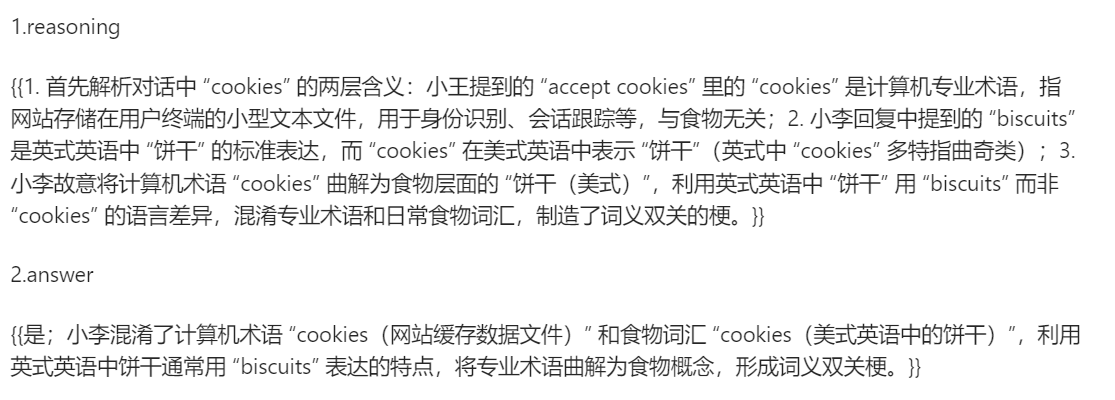 1.reasoning
{{1. 首先解析对话中 “cookies” 的两层含义：小王提到的 “accept cookies” 里的 “cookies” 是计算机专业术语，指
网站存储在用户终端的小型文本文件，用于身份识别、会话跟踪等，与食物无关；2. 小李回复中提到的 “biscuits”
是英式英语中 “饼干” 的标准表达，而 “cookies” 在美式英语中表示 “饼干”（英式中 “cookies” 多特指曲奇类）；3.
小李故意将计算机术语 “cookies” 曲解为食物层面的 “饼干（美式）”，利用英式英语中 “饼干” 用 “biscuits” 而非
“cookies” 的语言差异，混淆专业术语和日常食物词汇，制造了词义双关的梗。}}
2.answer
{{是；小李混淆了计算机术语 “cookies（网站缓存数据文件）” 和食物词汇 “cookies（美式英语中的饼干）”，利用
英式英语中饼干通常用 “biscuits” 表达的特点，将专业术语曲解为食物概念，形成词义双关梗。}}